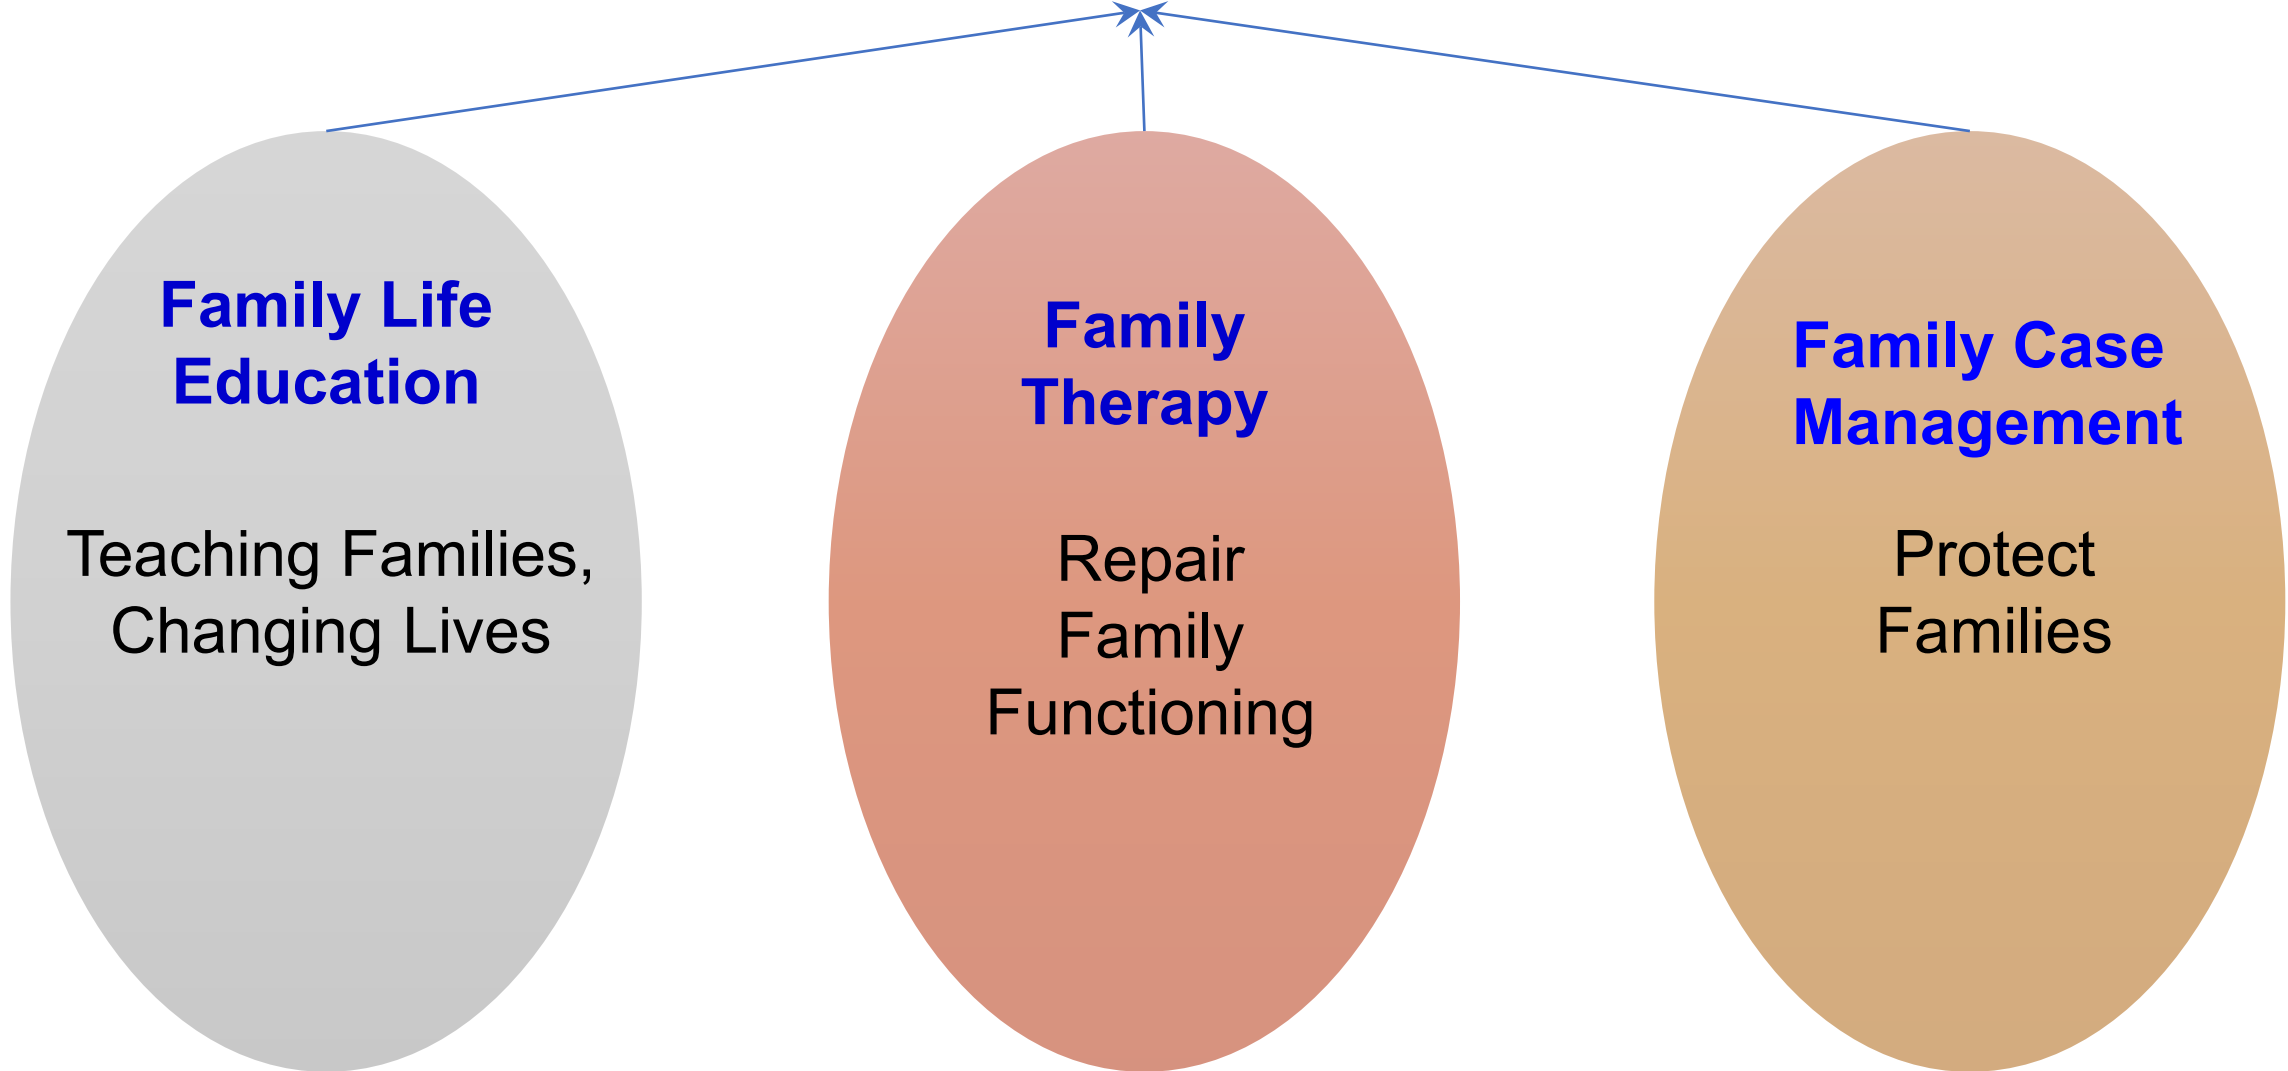 Family Life
Education
Teaching Families,
Changing Lives
Family
Therapy
Repair
Family
Functioning
Family Case
Management
Protect
Families